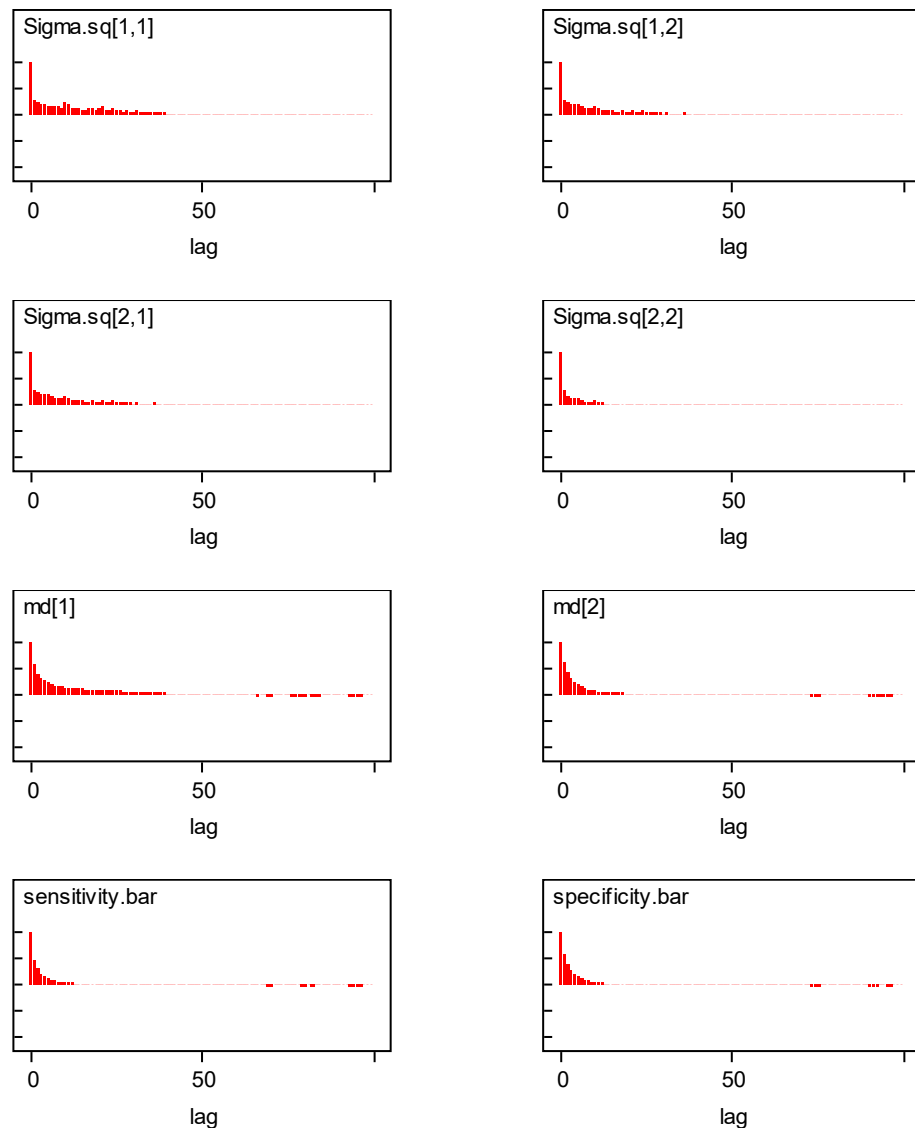 Sigma.sq[1,1]
0 50
lag
Sigma.sq[1,2]
0 50
lag
Sigma.sq[2,1]
0 50
lag
Sigma.sq[2,2]
0 50
lag
md[1]
0 50
lag
md[2]
0 50
lag
sensitivity.bar
0 50
lag
specificity.bar
0 50
lag